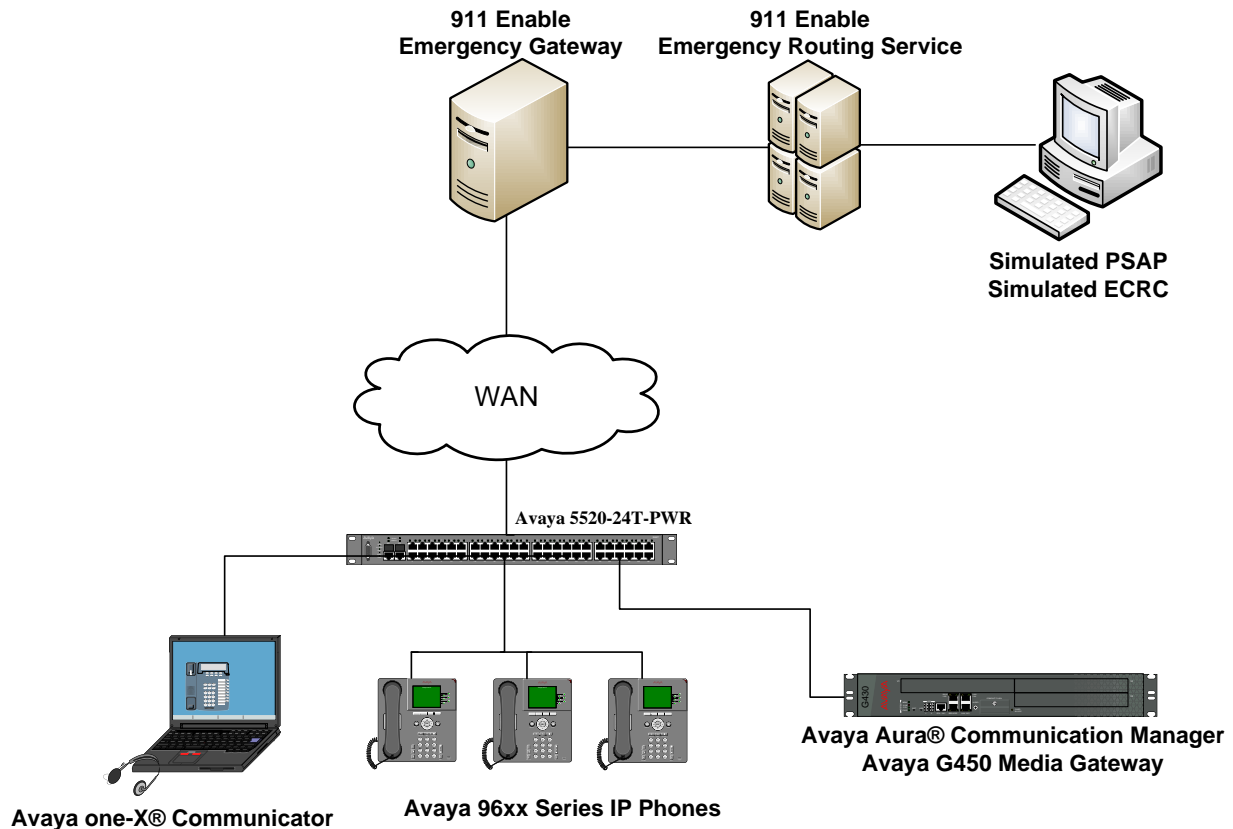 911 Enable
Emergency Gateway
911 Enable
Emergency Routing Service
Simulated PSAP
Simulated ECRC
WAN
Avaya 5520-24T-PWR
G430
Avaya Aura® Communication Manager
Avaya G450 Media Gateway
Avaya 96xx Series IP Phones
Avaya one-X® Communicator